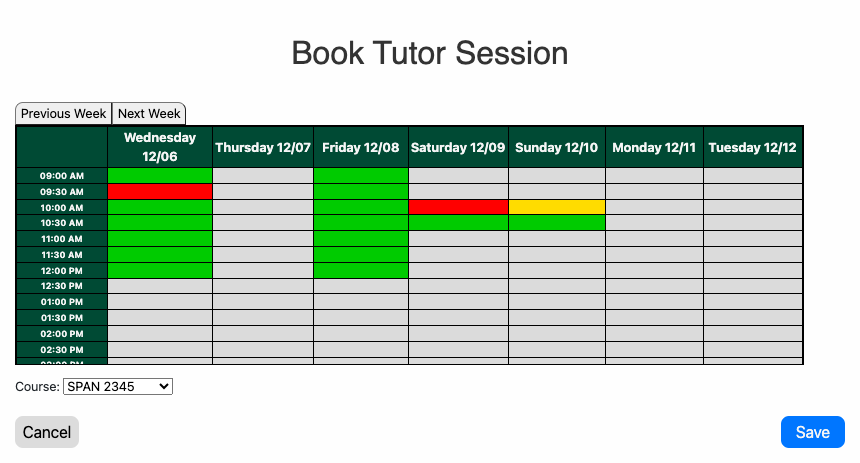 Book Tutor Session
Previous Week Next Week
Wednesday
12/06
Thursday 12/07 Friday 12/08 Saturday 12/09 Sunday 12/10 Monday 12/11 Tuesday 12/12
09:00 AM
09:30 AM
10:00 AM
10:30 AM
11:00 AM
11:30 AM
12:00 PM
12:30 PM
01:00 PM
01:30 PM
02:00 PM
02:30 PM
Course: SPAN 2345
Cancel Save